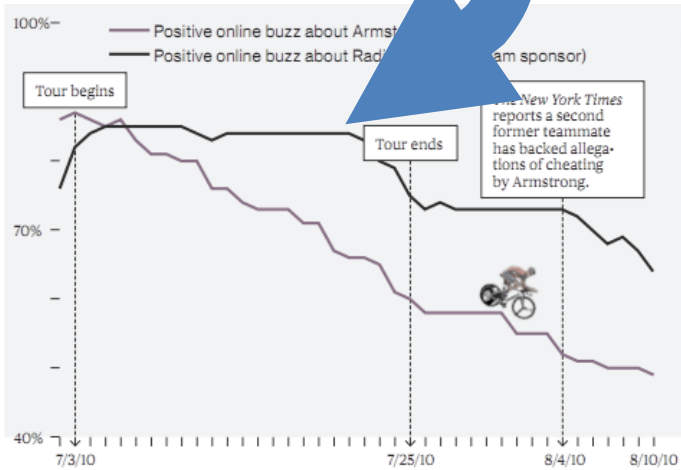 100%
Positive online buzz about Armst
Positive online buzz about Radi am sponsor)
Tour begins
New York Times
reports a second
former teammate
has backed allega-
tions of cheating
by Armstrong.
Tour ends
70%
40%
7/3/10 7/25/10 8/4/10 8/10/10